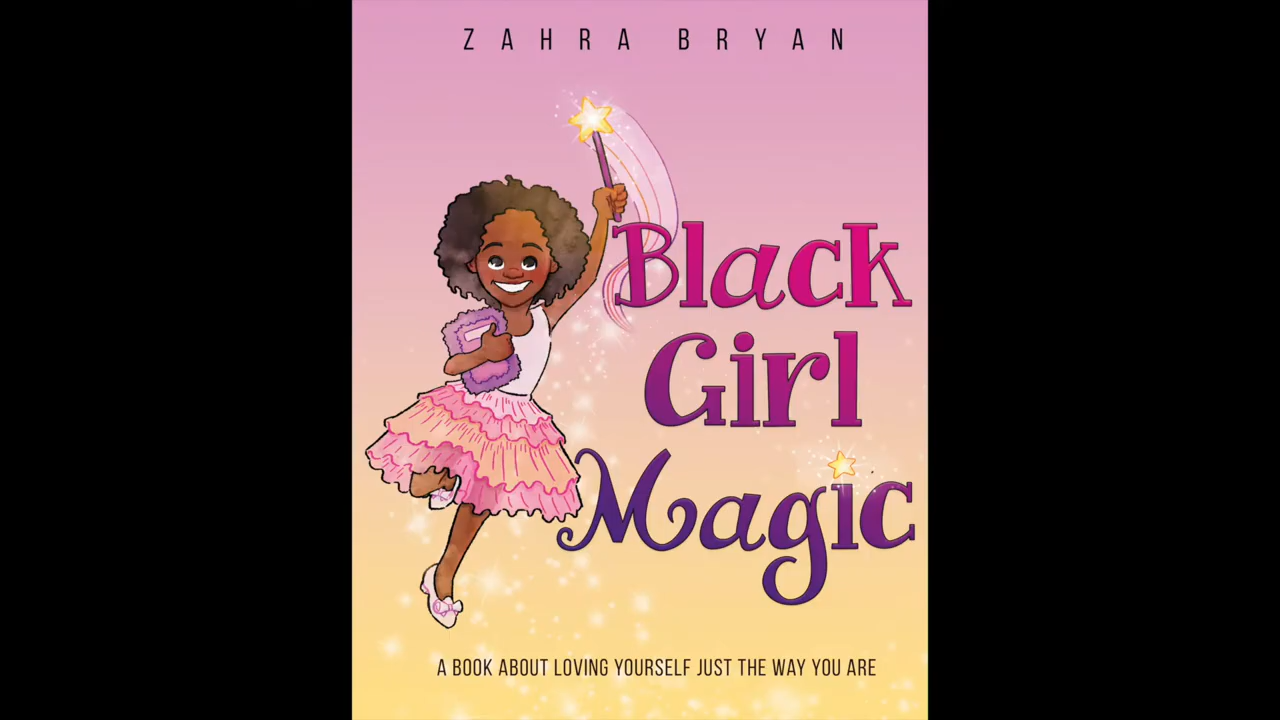 ZAHRA BRYAN
Black
Girl
Magic
A BOOK ABOUT LOVING YOURSELF JUST THE WAY YOU ARE